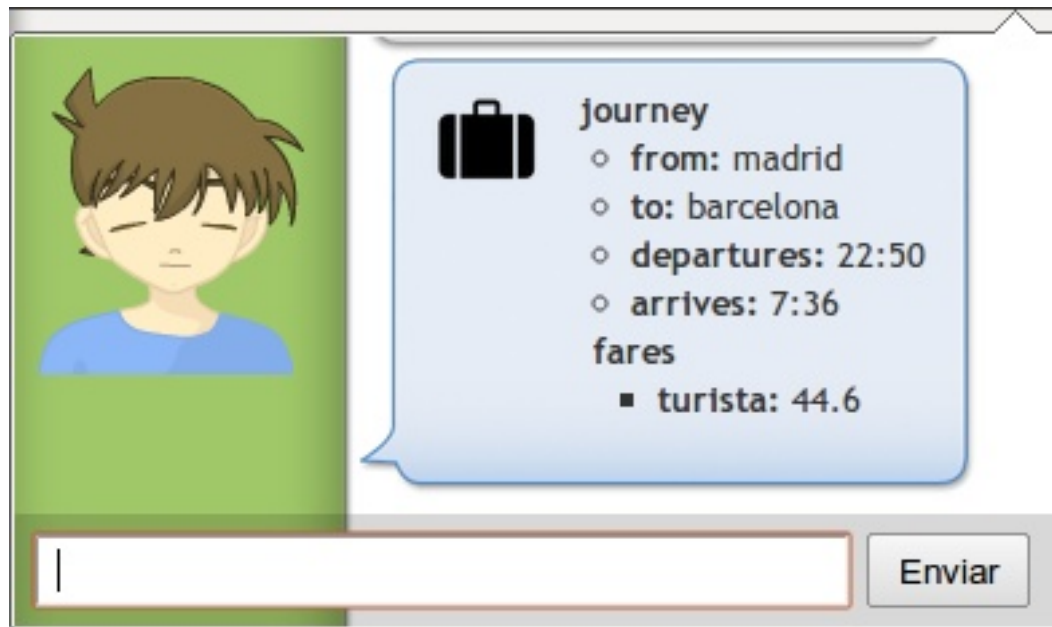 journey
from: madrid
to: barcelona
departures: 22:50
arrives: 7:36
fares
turista: 44.6
Enviar